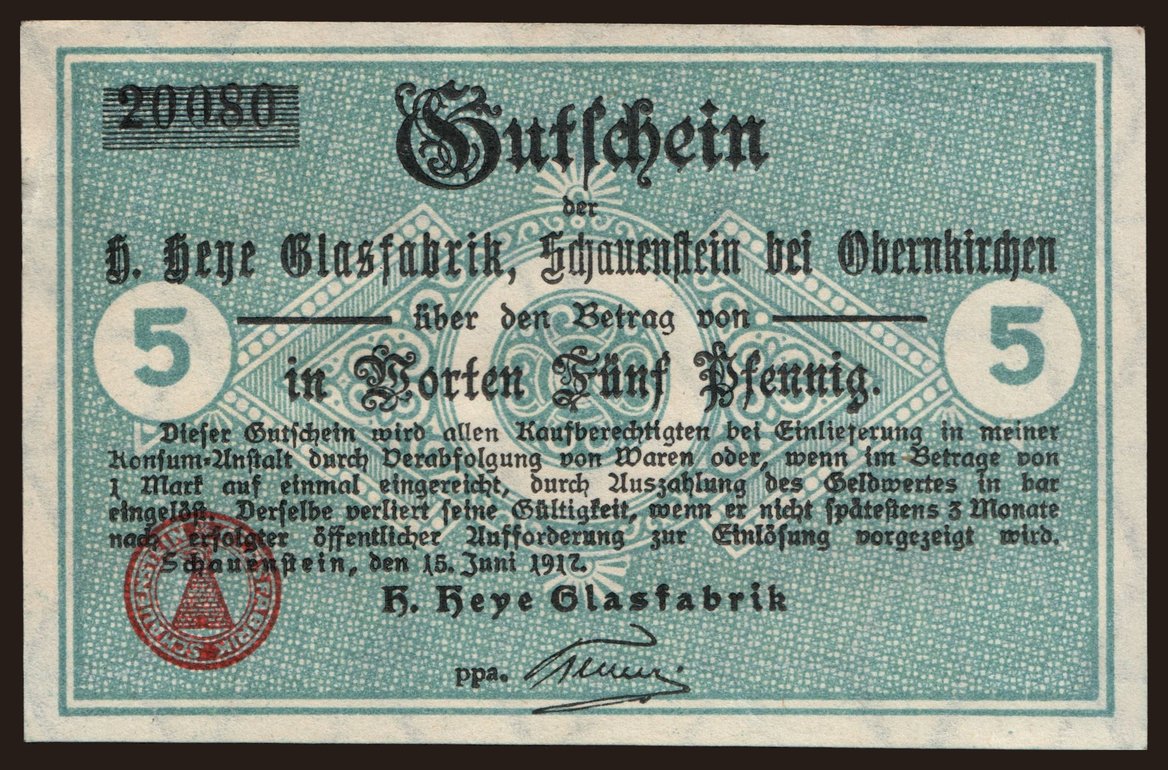 20080
Gutschein
der
H. Heye Glasfabrik, Schauenstein bei Obernkirchen
5 über den Betrag von 5
in Worten Fünf Pfennig.
Dieser Gutschein wird allen Kaufberechtigten bei Einlieferung in meiner
Konsum-Anstalt durch Verabfolgung von Waren oder, wenn im Betrage von
1 Mark auf einmal eingereicht, durch Auszahlung des Geldwertes in bar
eingelöst. Derselbe verliert seine Gültigkeit, wenn er nicht spätestens 3 Monate
nach erfolgter öffentlicher Aufforderung zur Einlösung vorgezeigt wird.
Schauenstein, den 15. Juni 1917.
H. Heye Glasfabrik
ppa.